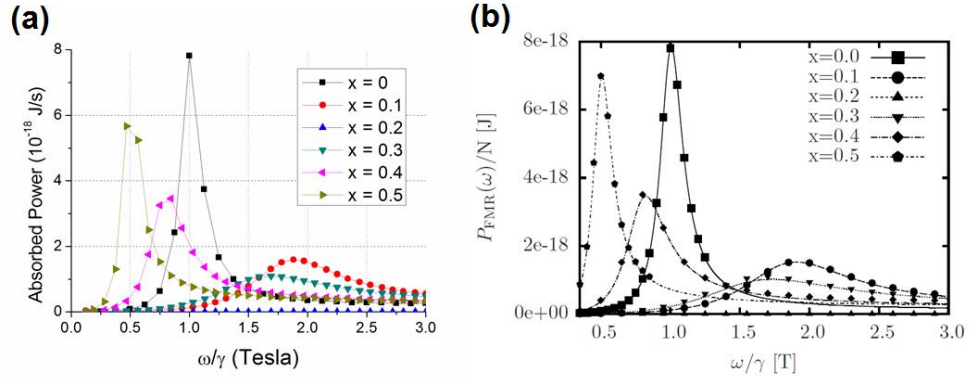 (a)
8
6
4
2
0
Absorbed Power (10⁻¹⁸ J/s)
x = 0
x = 0.1
x = 0.2
x = 0.3
x = 0.4
x = 0.5
0.0 0.5 1.0 1.5 2.0 2.5 3.0
ω/γ (Tesla)
(b)
8e-18
6e-18
4e-18
2e-18
0e+00
P_FMR(ω)/N [J]
x=0.0
x=0.1
x=0.2
x=0.3
x=0.4
x=0.5
0.5 1.0 1.5 2.0 2.5 3.0
ω/γ [T]